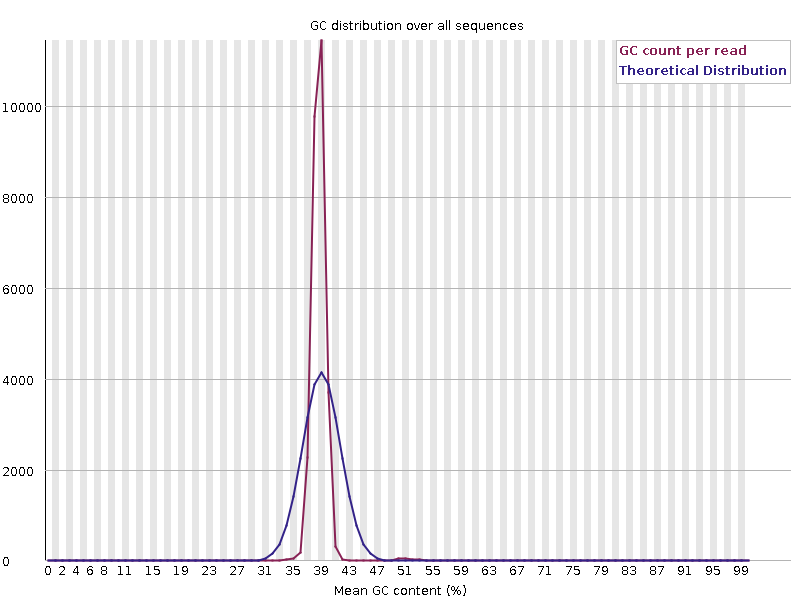 GC distribution over all sequences
GC count per read
Theoretical Distribution
10000
8000
6000
4000
2000
0
0 2 4 6 8 11 15 19 23 27 31 35 39 43 47 51 55 59 63 67 71 75 79 83 87 91 95 99
Mean GC content (%)